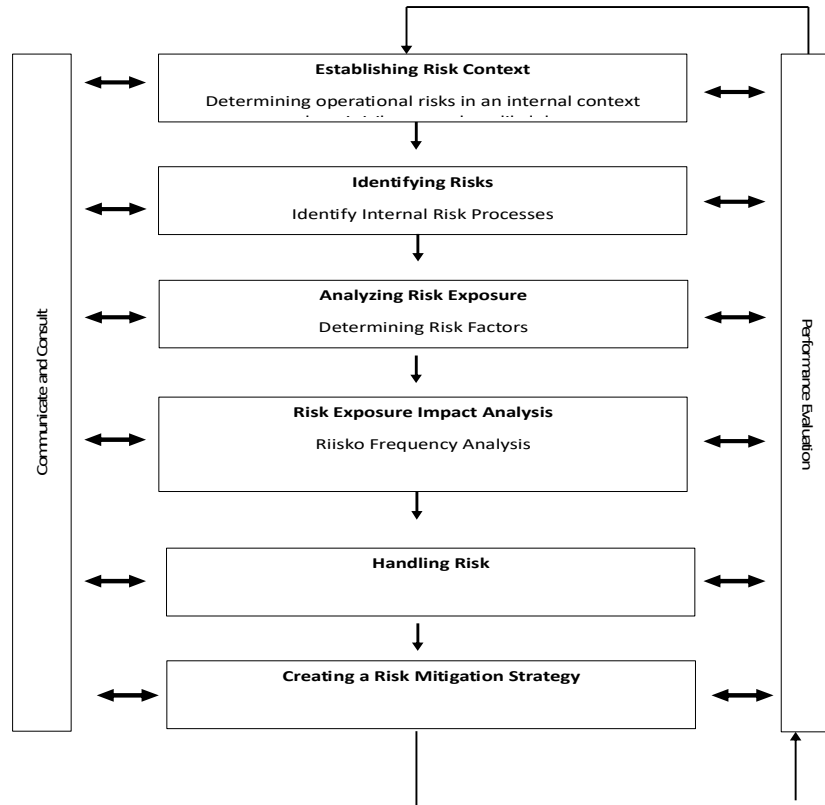 Establishing Risk Context
Determining operational risks in an internal context
Identifying Risks
Identify Internal Risk Processes
Analyzing Risk Exposure
Determining Risk Factors
Risk Exposure Impact Analysis
Riisko Frequency Analysis
Handling Risk
Creating a Risk Mitigation Strategy
Communicate and Consult
Performance Evaluation